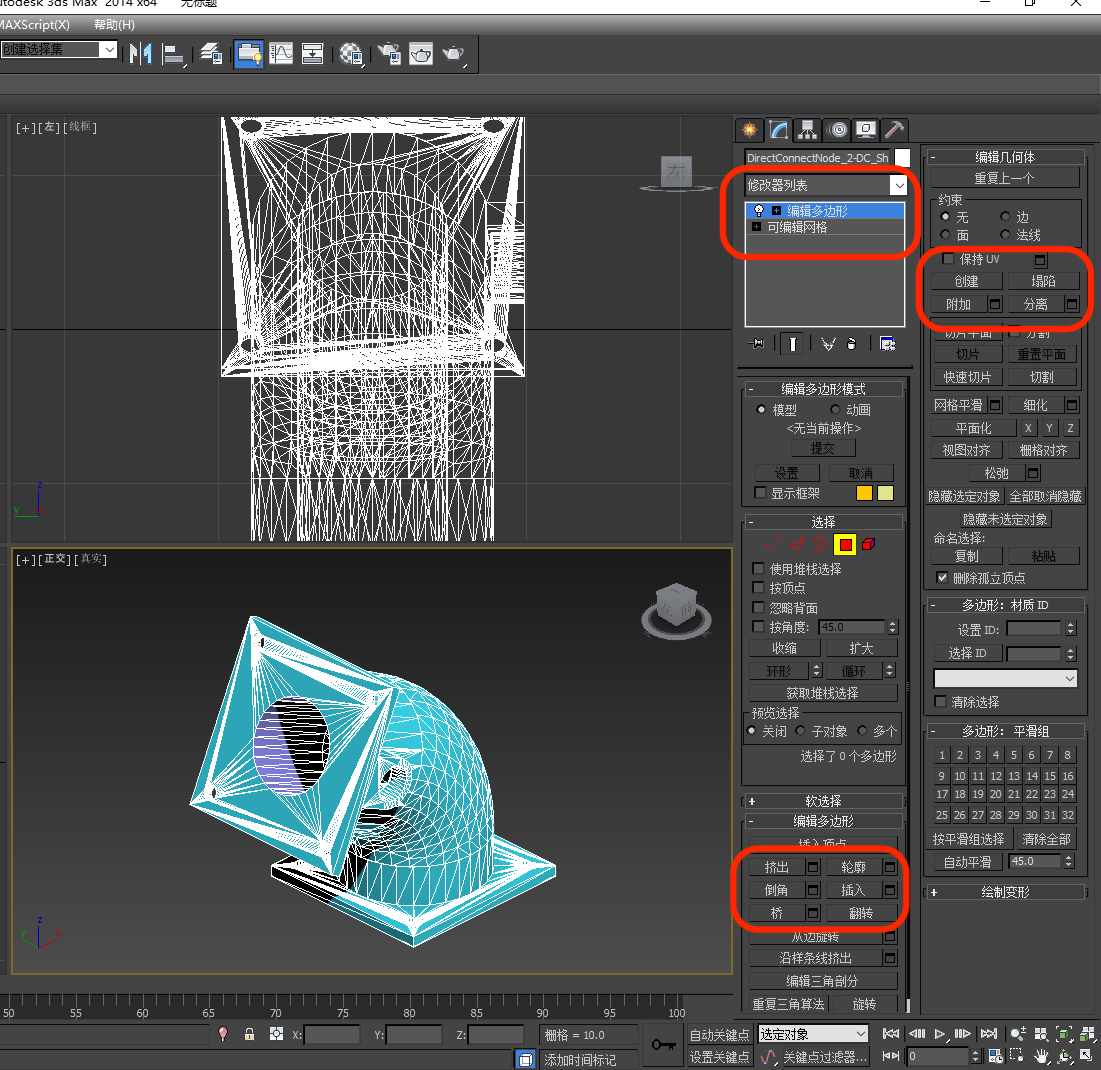 utodesk 3ds Max 2014 x64 无标题
MAXScript(X) 帮助(H)
创建选择集
[+][左][线框]
左
z
y
[+][正交][真实]
z
y
x
DirectConnectNode_2-DC_Sh
修改器列表
编辑多边形
可编辑网格
- 编辑多边形模式
模型 动画
<无当前操作>
提交
设置 取消
显示框架
- 选择
使用堆栈选择
按顶点
忽略背面
按角度: 45.0
收缩 扩大
环形 循环
获取堆栈选择
预览选择
关闭 子对象 多个
选择了 0 个多边形
+ 软选择
- 编辑多边形
插入顶点
挤出 轮廓
倒角 插入
桥 翻转
从边旋转
沿样条线挤出
编辑三角剖分
重复三角算法 旋转
- 编辑几何体
重复上一个
约束
无 边
面 法线
保持 UV
创建 塌陷
附加 分离
切片平面 分割
切片 重置平面
快速切片 切割
网格平滑 细化
平面化 X Y Z
视图对齐 栅格对齐
松弛
隐藏选定对象 全部取消隐藏
隐藏未选定对象
命名选择:
复制 粘贴
删除孤立顶点
- 多边形: 材质 ID
设置 ID:
选择 ID
清除选择
- 多边形: 平滑组
1 2 3 4 5 6 7 8
9 10 11 12 13 14 15 16
17 18 19 20 21 22 23 24
25 26 27 28 29 30 31 32
按平滑组选择 清除全部
自动平滑 45.0
+ 绘制变形
50 55 60 65 70 75 80 85 90 95 100
X: Y: Z: 栅格 = 10.0
添加时间标记
自动关键点 选定对象
设置关键点 关键点过滤器...
0